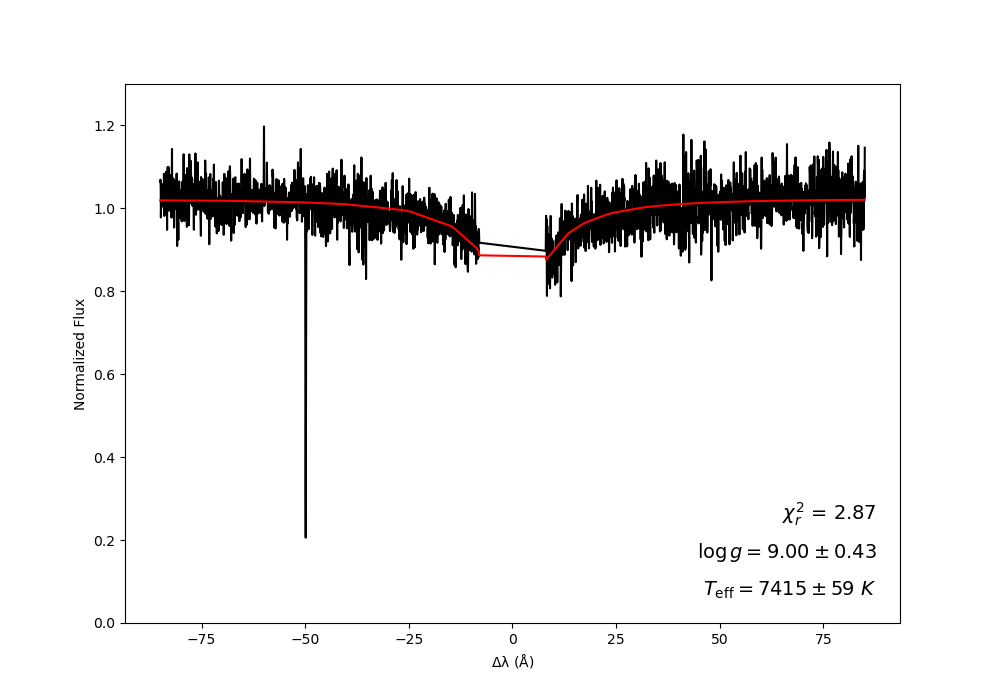 1.2
1.0
0.8
0.6
0.4
0.2
0.0
Normalized Flux
χ²ᵣ = 2.87
log g = 9.00 ± 0.43
T_eff = 7415 ± 59 K
−75 −50 −25 0 25 50 75
Δλ (Å)